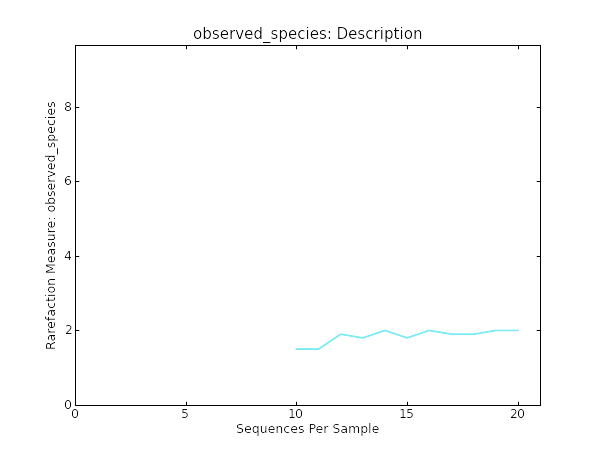 observed_species: Description
Rarefaction Measure: observed_species
8
6
4
2
0
0 5 10 15 20
Sequences Per Sample